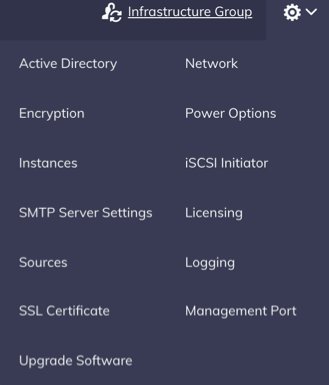 Infrastructure Group
Active Directory Network
Encryption Power Options
Instances iSCSI Initiator
SMTP Server Settings Licensing
Sources Logging
SSL Certificate Management Port
Upgrade Software